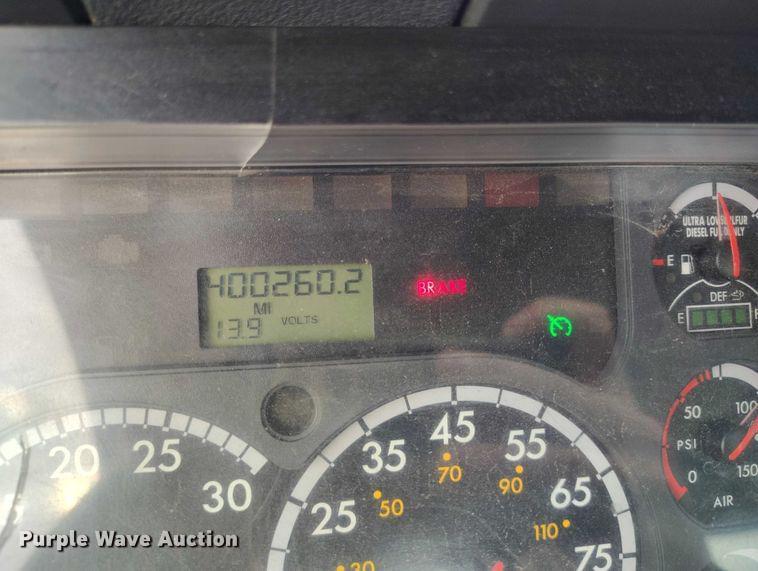 400260.2
MI
13.9 VOLTS
BRAKE
ULTRA LOW SULFUR
DIESEL FUEL ONLY
E
DEF
E F
50 100
PSI
0 150
AIR
20 25 30
25 35 45 55 65 75
30 50 70 90 110
Purple Wave Auction